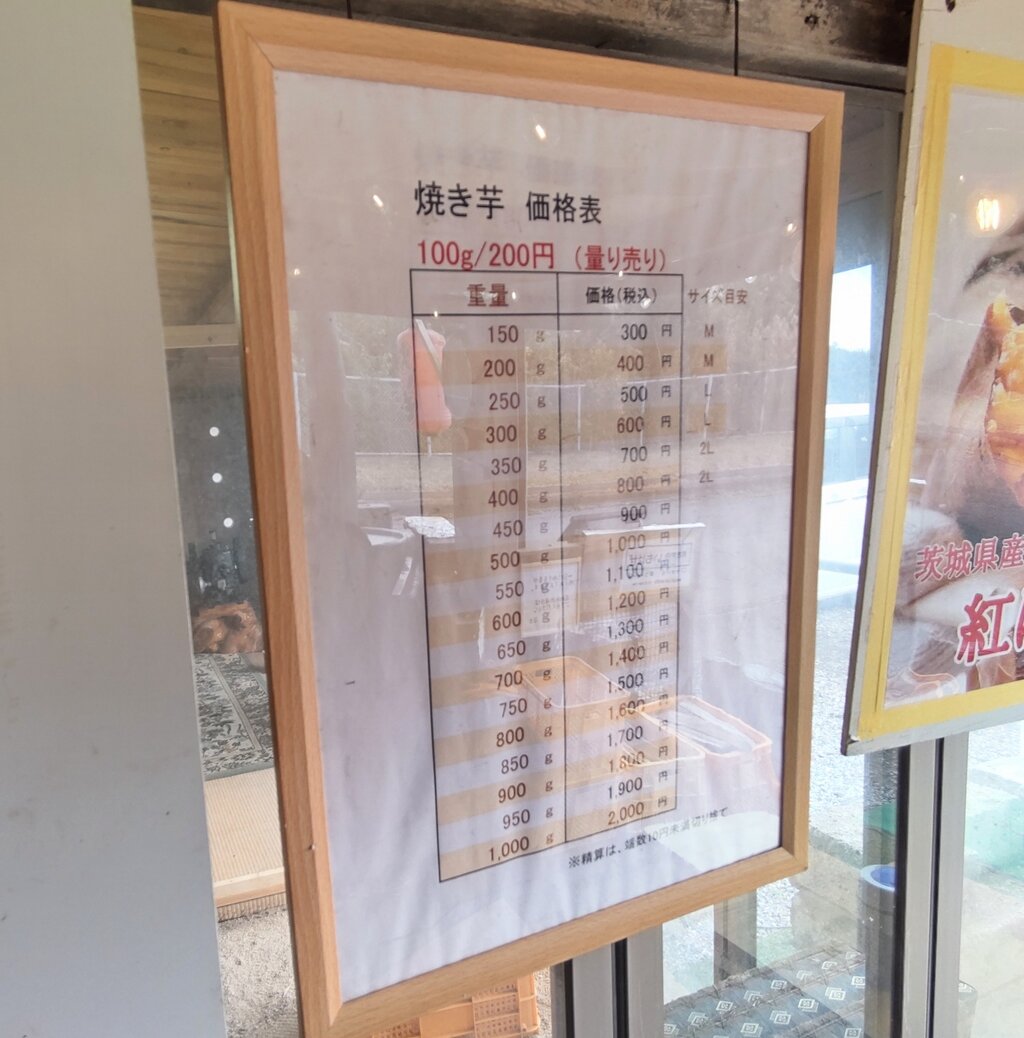 焼き芋 価格表
100g/200円 (量り売り)
重量 価格(税込) サイズ目安
150 g 300 円 M
200 g 400 円 M
250 g 500 円 L
300 g 600 円 L
350 g 700 円 2L
400 g 800 円 2L
450 g 900 円
500 g 1,000 円
550 g 1,100 円
600 g 1,200 円
650 g 1,300 円
700 g 1,400 円
750 g 1,500 円
800 g 1,600 円
850 g 1,700 円
900 g 1,800 円
950 g 1,900 円
1,000 g 2,000 円
※精算は、端数10円未満切り捨て
茨城県産
紅